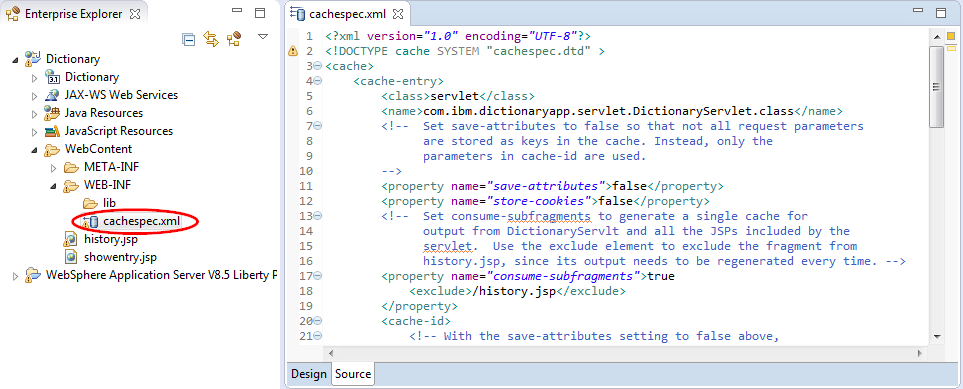 Enterprise Explorer
Dictionary
Dictionary
JAX-WS Web Services
Java Resources
JavaScript Resources
WebContent
META-INF
WEB-INF
lib
cachespec.xml
history.jsp
showentry.jsp
WebSphere Application Server V8.5 Liberty P
cachespec.xml
1 <?xml version="1.0" encoding="UTF-8"?>
2 <!DOCTYPE cache SYSTEM "cachespec.dtd" >
3 <cache>
4 <cache-entry>
5 <class>servlet</class>
6 <name>com.ibm.dictionaryapp.servlet.DictionaryServlet.class</name>
7 <!-- Set save-attributes to false so that not all request parameters
8 are stored as keys in the cache. Instead, only the
9 parameters in cache-id are used.
10 -->
11 <property name="save-attributes">false</property>
12 <property name="store-cookies">false</property>
13 <!-- Set consume-subfragments to generate a single cache for
14 output from DictionaryServlt and all the JSPs included by the
15 servlet. Use the exclude element to exclude the fragment from
16 history.jsp, since its output needs to be regenerated every time. -->
17 <property name="consume-subfragments">true
18 <exclude>/history.jsp</exclude>
19 </property>
20 <cache-id>
21 <!-- With the save-attributes setting to false above,
Design
Source